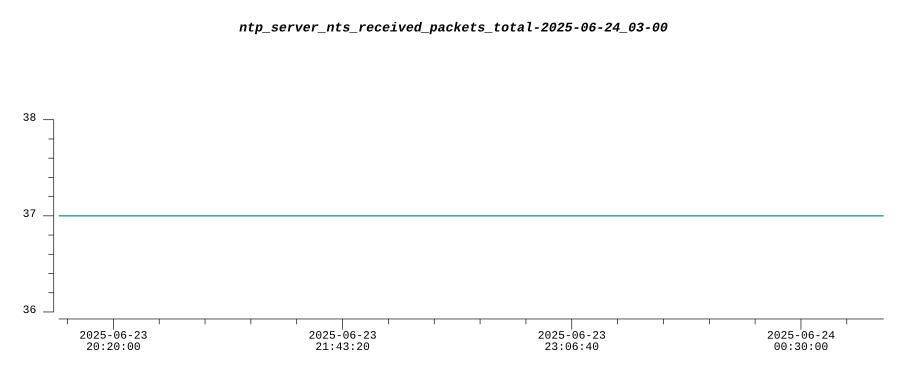 ntp_server_nts_received_packets_total-2025-06-24_03-00
38
37
36
2025-06-23 2025-06-23 2025-06-23 2025-06-24
20:20:00 21:43:20 23:06:40 00:30:00